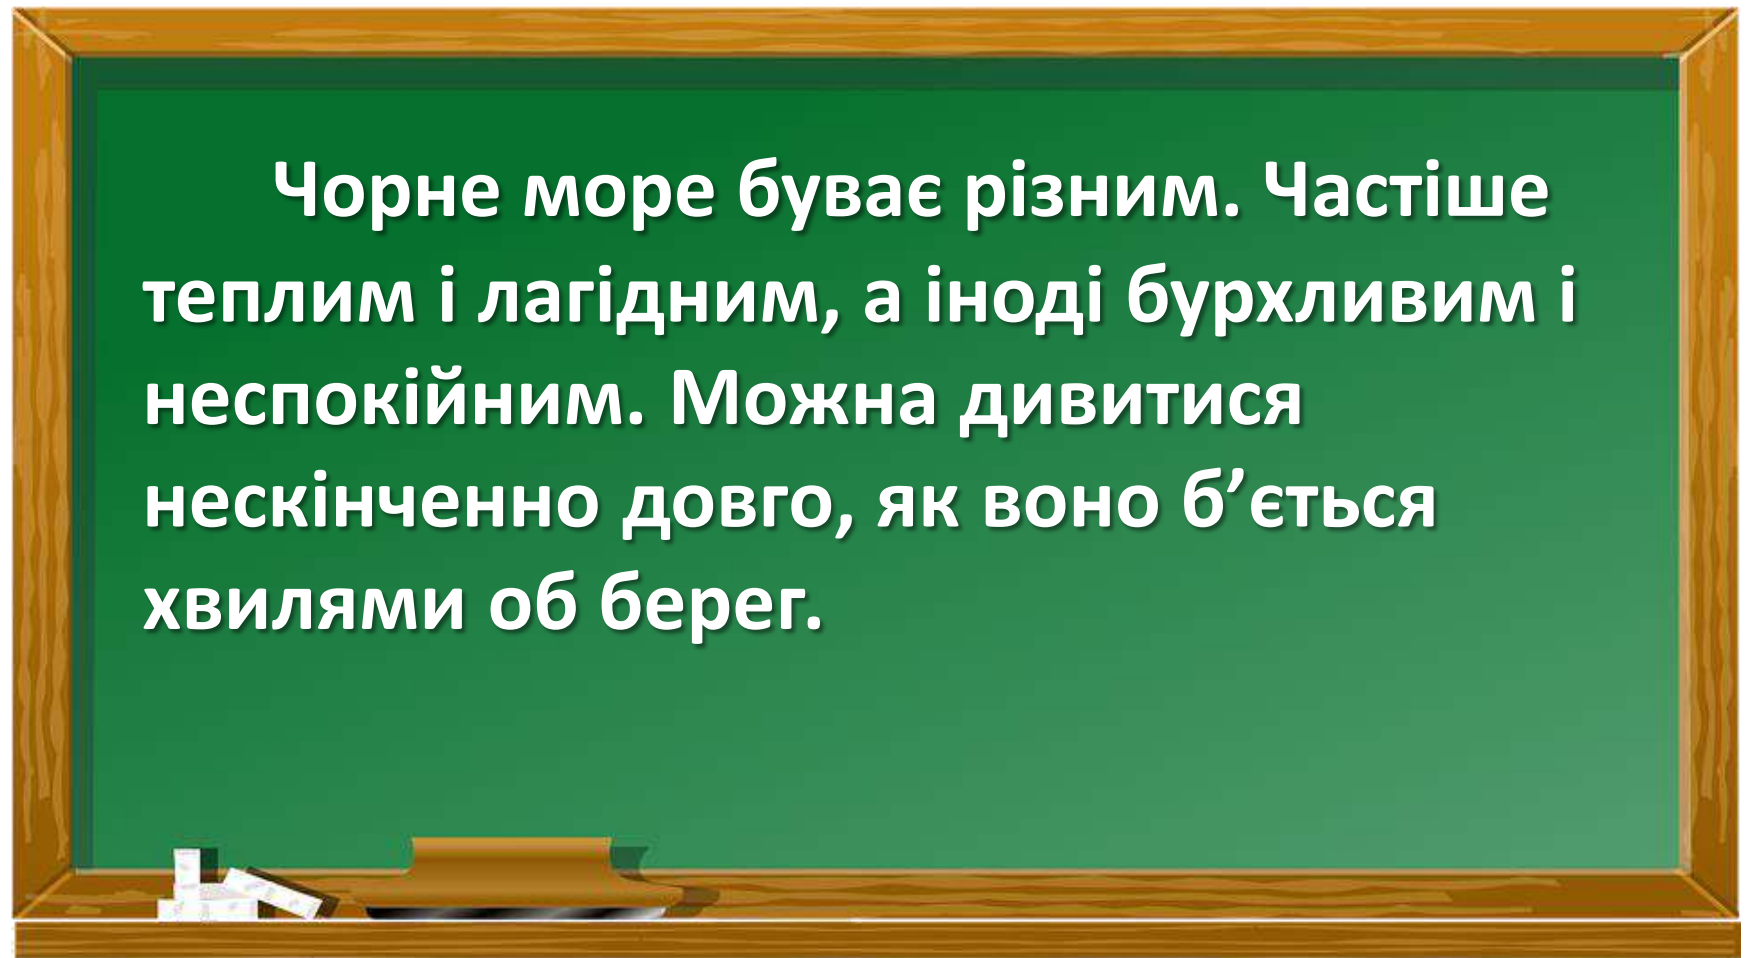 Чорне море буває різним. Частіше
теплим і лагідним, а іноді бурхливим і
неспокійним. Можна дивитися
нескінченно довго, як воно б’ється
хвилями об берег.